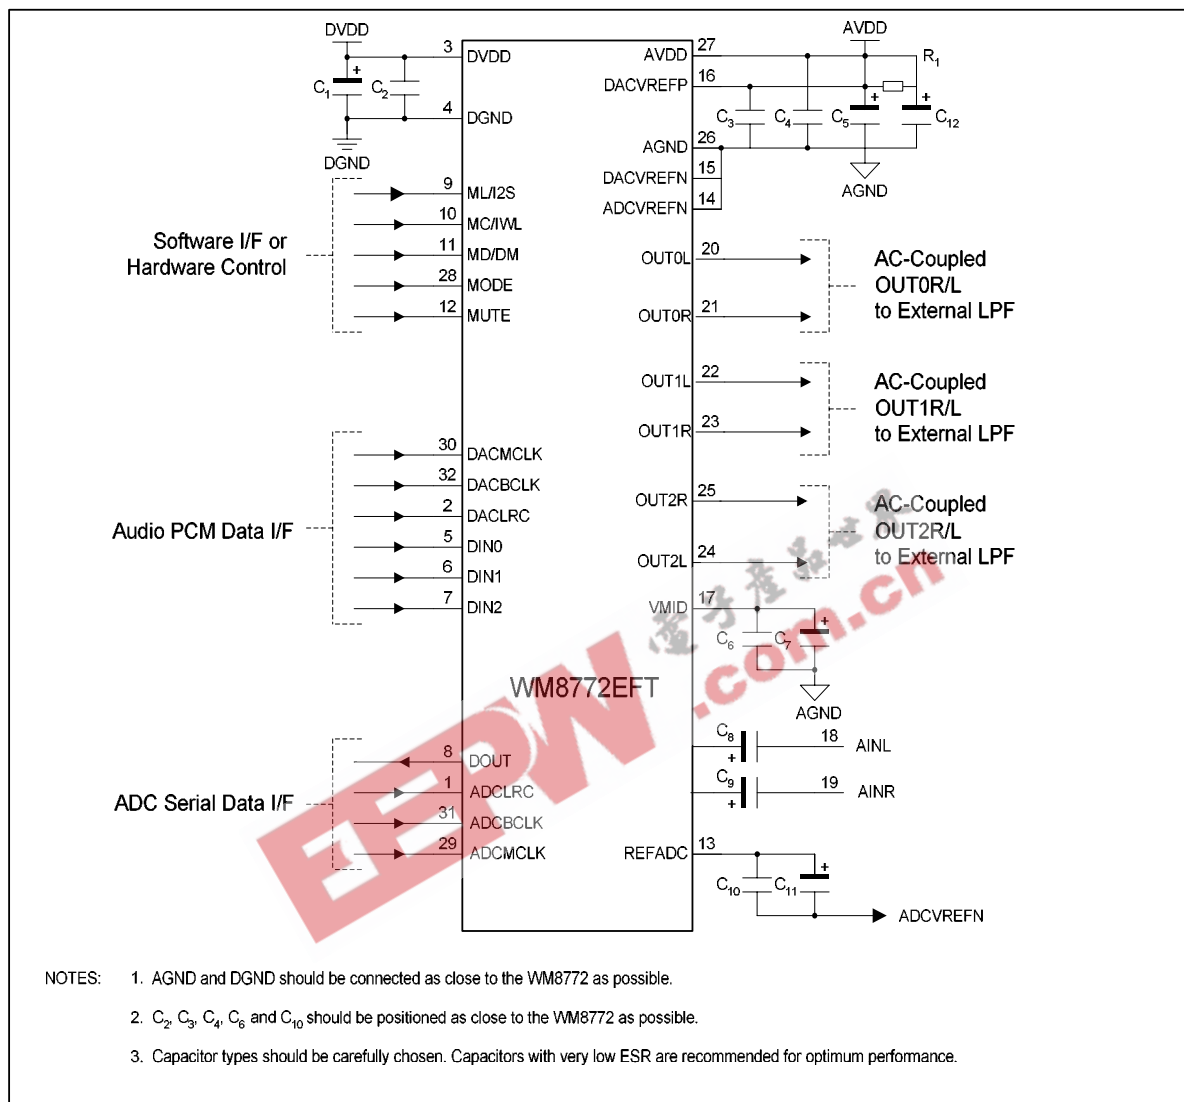 DVDD
3 DVDD
C1 + C2
4 DGND
DGND
9 ML/I2S
10 MC/IWL
11 MD/DM
28 MODE
12 MUTE
Software I/F or
Hardware Control
30 DACMCLK
32 DACBCLK
2 DACLRC
5 DIN0
6 DIN1
7 DIN2
Audio PCM Data I/F
8 DOUT
1 ADCLRC
31 ADCBCLK
29 ADCMCLK
ADC Serial Data I/F
WM8772EFT
AVDD
AVDD 27
R1
DACVREFP 16
C3 C4 C5 + C12 +
AGND 26
DACVREFN 15
ADCVREFN 14
AGND
OUT0L 20
OUT0R 21
AC-Coupled
OUT0R/L
to External LPF
OUT1L 22
OUT1R 23
AC-Coupled
OUT1R/L
to External LPF
OUT2R 25
OUT2L 24
AC-Coupled
OUT2R/L
to External LPF
VMID 17
C6 C7 +
AGND
C8 + 18 AINL
C9 + 19 AINR
REFADC 13
C10 C11 +
ADCVREFN
EEPW.com.cn
電子產品世界
NOTES: 1. AGND and DGND should be connected as close to the WM8772 as possible.
2. C2, C3, C4, C6 and C10 should be positioned as close to the WM8772 as possible.
3. Capacitor types should be carefully chosen. Capacitors with very low ESR are recommended for optimum performance.